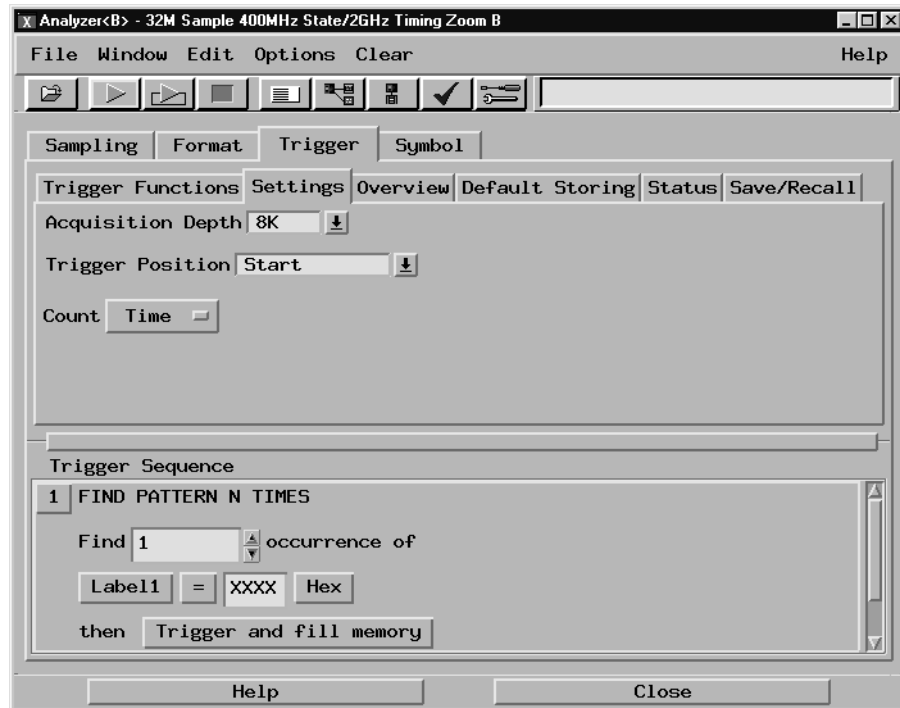 Analyzer<B> - 32M Sample 400MHz State/2GHz Timing Zoom B
File Window Edit Options Clear Help
Sampling Format Trigger Symbol
Trigger Functions Settings Overview Default Storing Status Save/Recall
Acquisition Depth 8K
Trigger Position Start
Count Time
Trigger Sequence
1 FIND PATTERN N TIMES
Find 1 occurrence of
Label1 = XXXX Hex
then Trigger and fill memory
Help Close